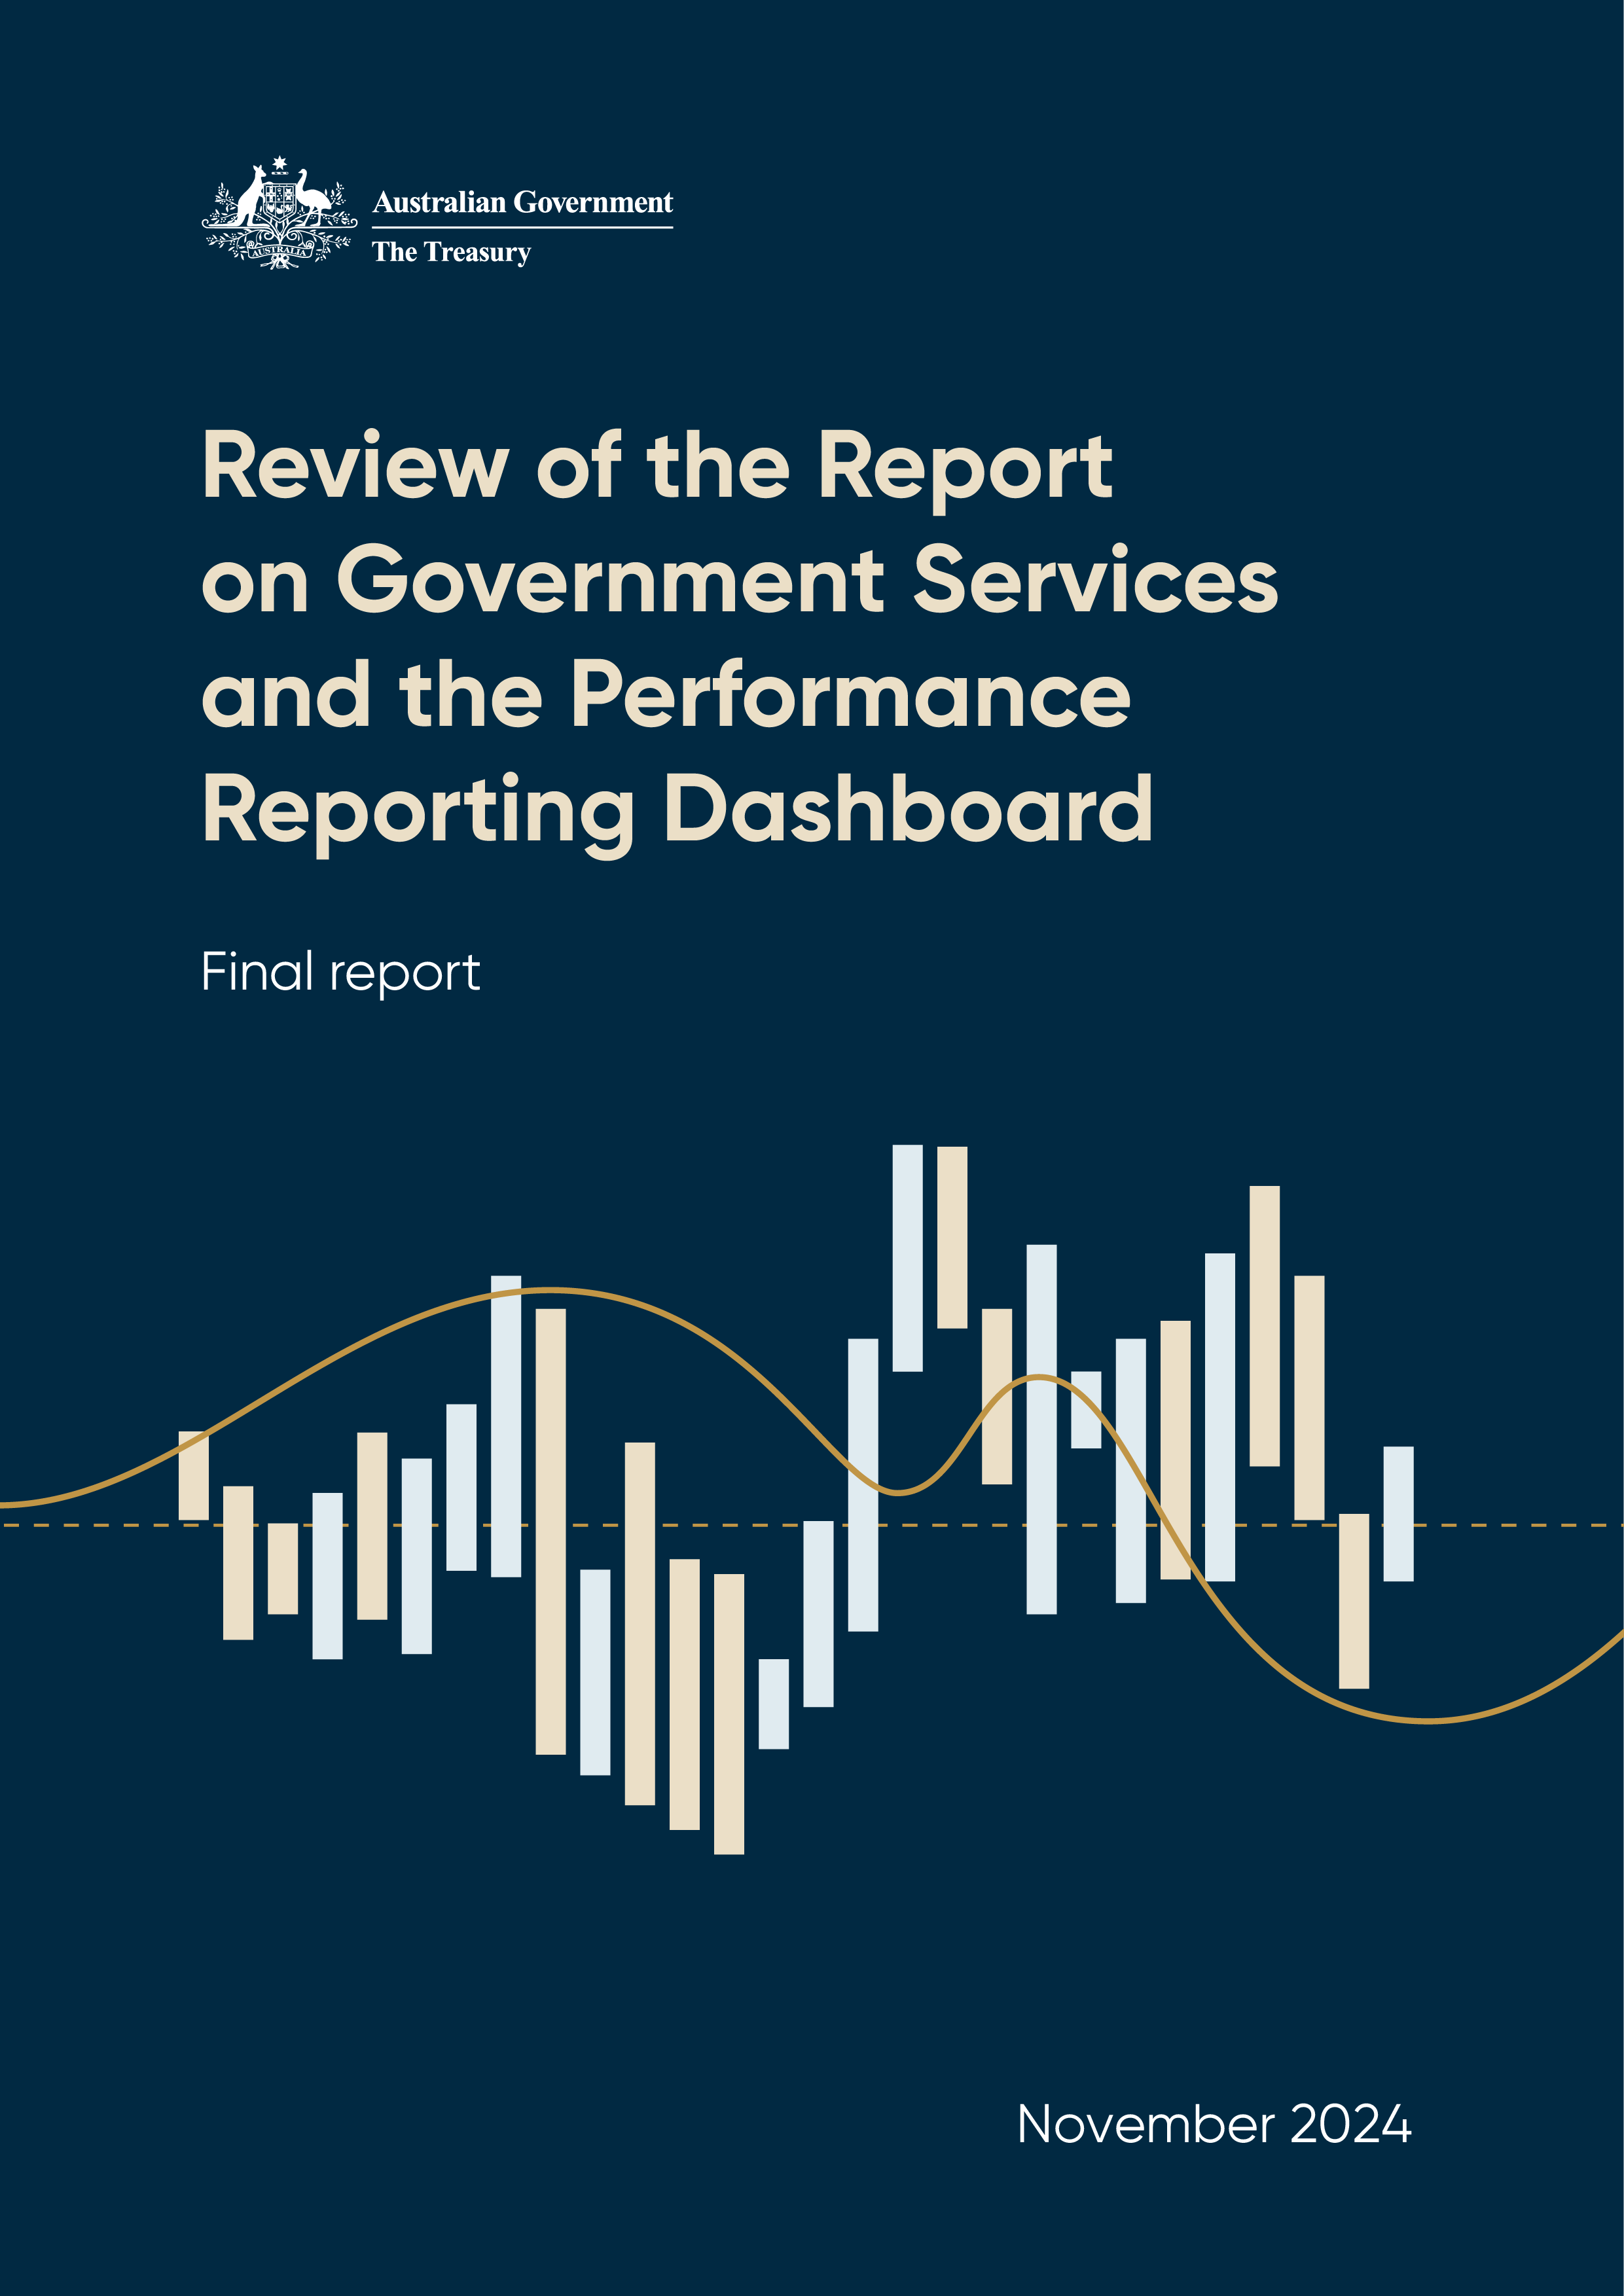 AUSTRALIA
Australian Government
The Treasury
Review of the Report
on Government Services
and the Performance
Reporting Dashboard
Final report
November 2024